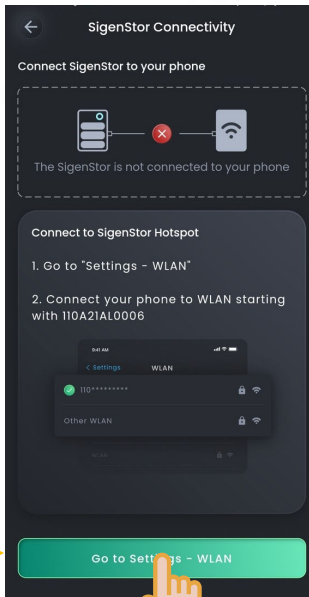 SigenStor Connectivity
Connect SigenStor to your phone
The SigenStor is not connected to your phone
Connect to SigenStor Hotspot
1. Go to "Settings - WLAN"
2. Connect your phone to WLAN starting
with 110A21AL0006
9:41 AM
< Settings
WLAN
110*********
Other WLAN
WLAN
Go to Settings - WLAN